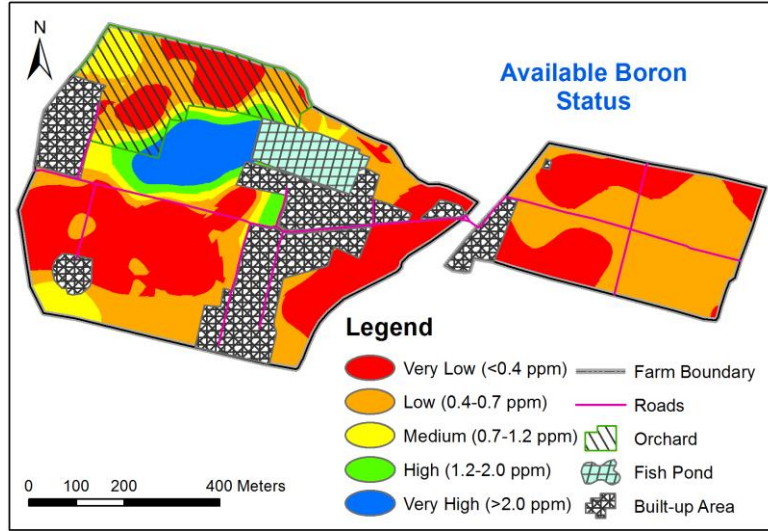 N
Available Boron
Status
Legend
Very Low (<0.4 ppm)
Low (0.4-0.7 ppm)
Medium (0.7-1.2 ppm)
High (1.2-2.0 ppm)
Very High (>2.0 ppm)
Farm Boundary
Roads
Orchard
Fish Pond
Built-up Area
0 100 200 400 Meters